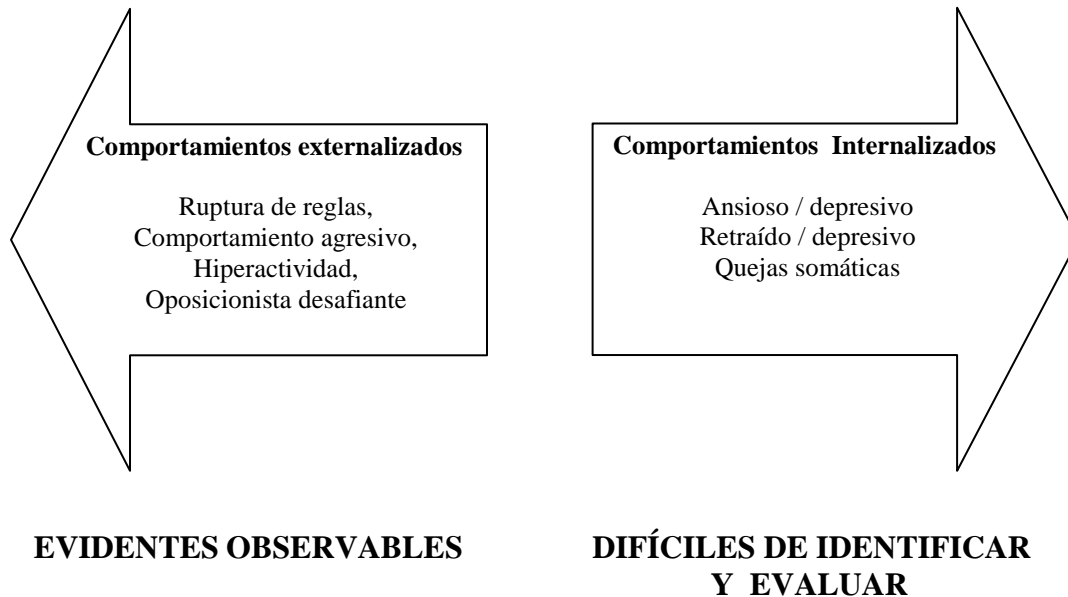 Comportamientos externalizados
Ruptura de reglas,
Comportamiento agresivo,
Hiperactividad,
Oposicionista desafiante
EVIDENTES OBSERVABLES
Comportamientos Internalizados
Ansioso / depresivo
Retraído / depresivo
Quejas somáticas
DIFÍCILES DE IDENTIFICAR
Y EVALUAR